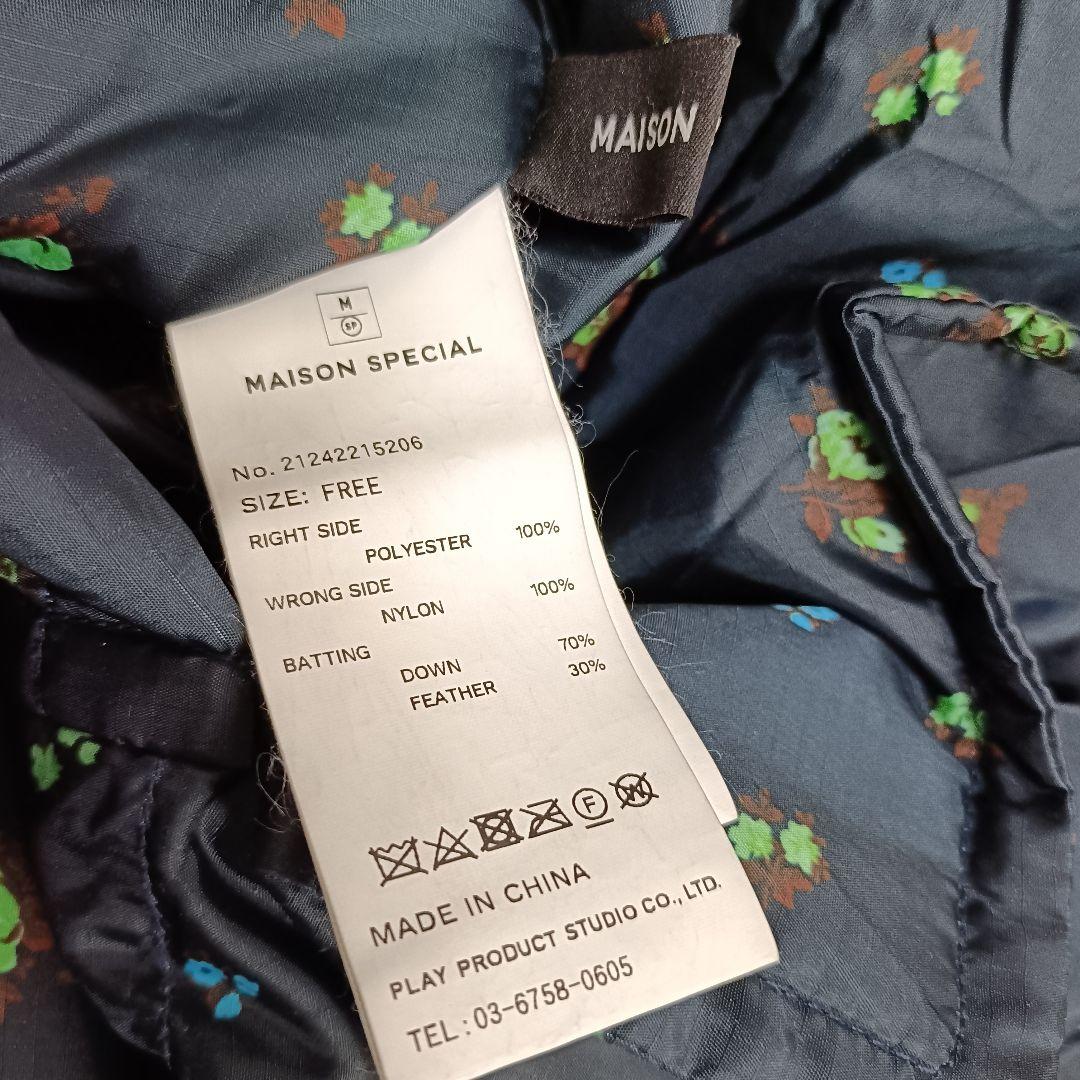 MAISON
M
SP
MAISON SPECIAL
No. 21242215206
SIZE: FREE
RIGHT SIDE
POLYESTER 100%
WRONG SIDE
NYLON 100%
BATTING
DOWN 70%
FEATHER 30%
F
W
MADE IN CHINA
PLAY PRODUCT STUDIO CO., LTD.
TEL : 03-6758-0605